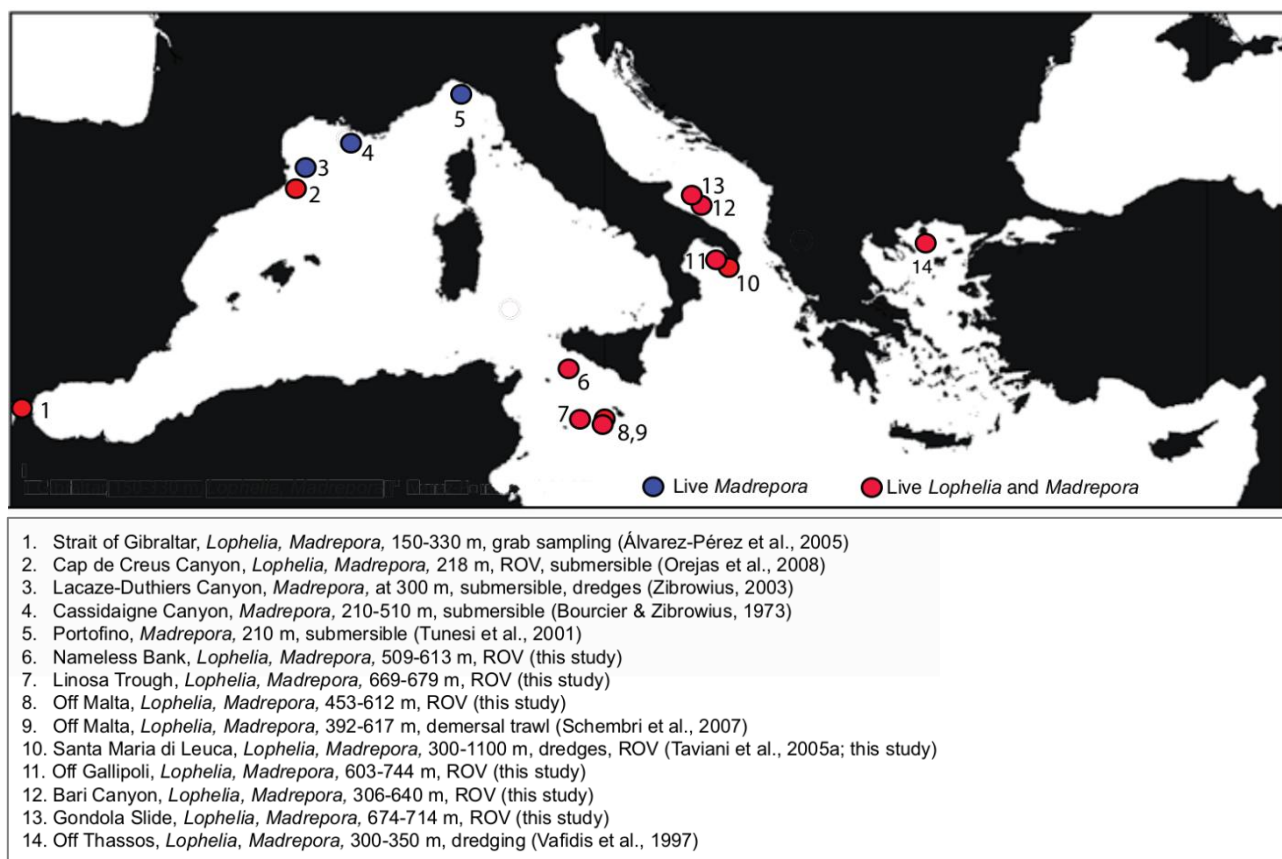 5
4
3
2
13
12
11
10
14
6
1
7
8,9
Live Madrepora
Live Lophelia and Madrepora
1. Strait of Gibraltar, Lophelia, Madrepora, 150-330 m, grab sampling (Álvarez-Pérez et al., 2005)
2. Cap de Creus Canyon, Lophelia, Madrepora, 218 m, ROV, submersible (Orejas et al., 2008)
3. Lacaze-Duthiers Canyon, Madrepora, at 300 m, submersible, dredges (Zibrowius, 2003)
4. Cassidaigne Canyon, Madrepora, 210-510 m, submersible (Bourcier & Zibrowius, 1973)
5. Portofino, Madrepora, 210 m, submersible (Tunesi et al., 2001)
6. Nameless Bank, Lophelia, Madrepora, 509-613 m, ROV (this study)
7. Linosa Trough, Lophelia, Madrepora, 669-679 m, ROV (this study)
8. Off Malta, Lophelia, Madrepora, 453-612 m, ROV (this study)
9. Off Malta, Lophelia, Madrepora, 392-617 m, demersal trawl (Schembri et al., 2007)
10. Santa Maria di Leuca, Lophelia, Madrepora, 300-1100 m, dredges, ROV (Taviani et al., 2005a; this study)
11. Off Gallipoli, Lophelia, Madrepora, 603-744 m, ROV (this study)
12. Bari Canyon, Lophelia, Madrepora, 306-640 m, ROV (this study)
13. Gondola Slide, Lophelia, Madrepora, 674-714 m, ROV (this study)
14. Off Thassos, Lophelia, Madrepora, 300-350 m, dredging (Vafidis et al., 1997)